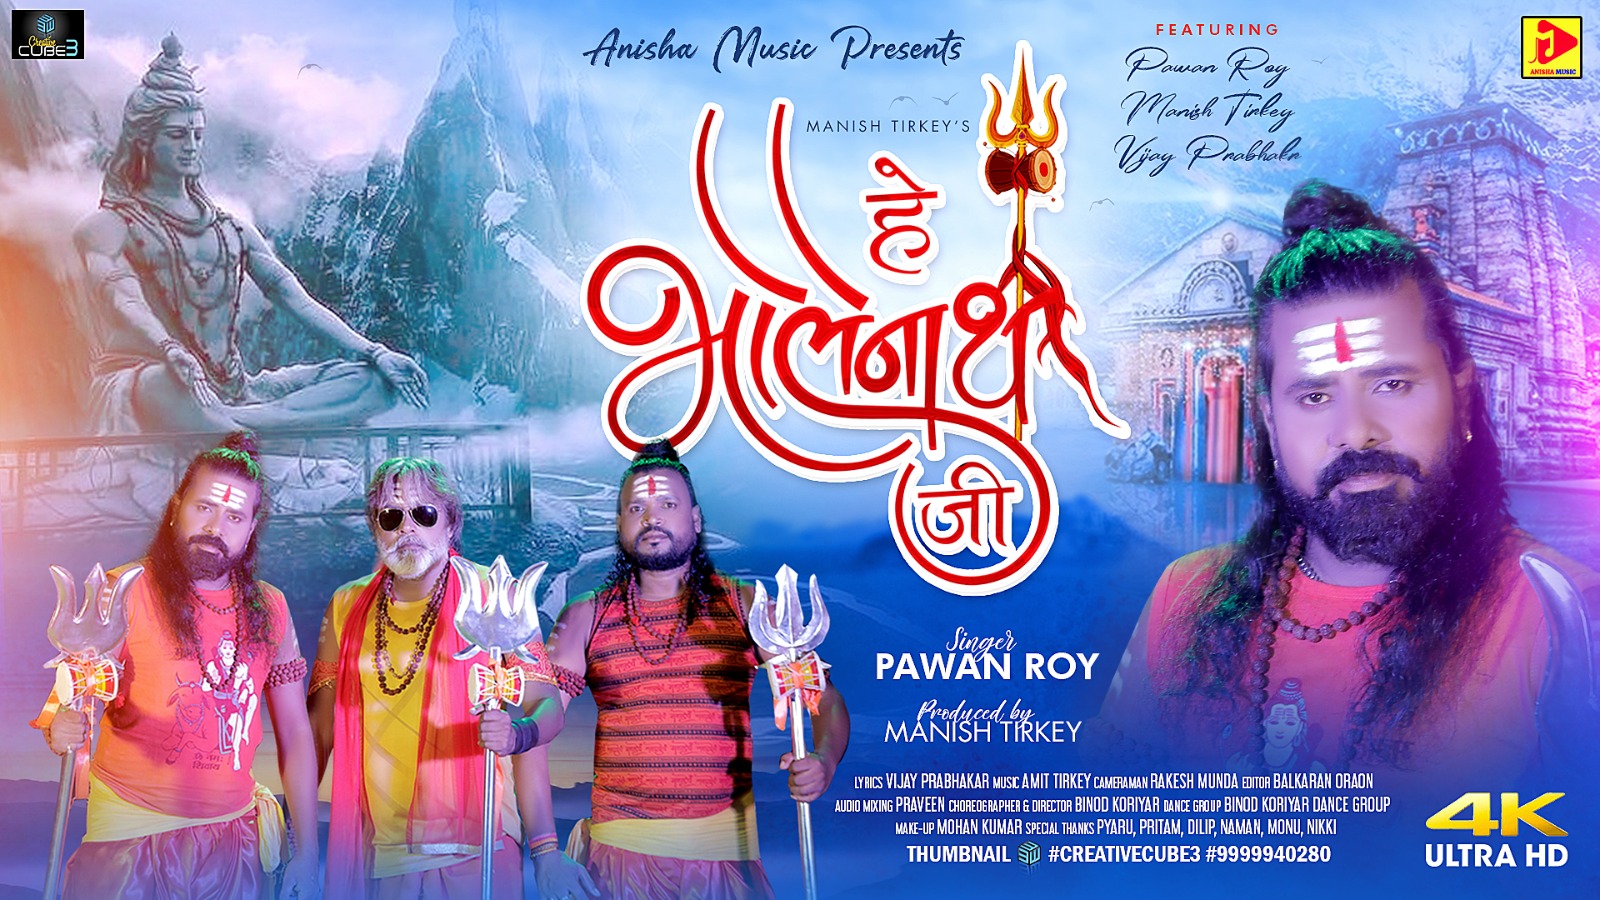 Creative
CUBE3
Anisha Music Presents
MANISH TIRKEY'S
हे
भोलेनाथ
जी
FEATURING
Pawan Roy
Manish Tirkey
Vijay Prabhakr
ANISHA MUSIC
ॐ नमः
शिवाय
Singer
PAWAN ROY
Produced by
MANISH TIRKEY
LYRICS VIJAY PRABHAKAR MUSIC AMIT TIRKEY CAMERAMAN RAKESH MUNDA EDITOR BALKARAN ORAON
AUDIO MIXING PRAVEEN CHOREOGRAPHER & DIRECTOR BINOD KORIYAR DANCE GROUP BINOD KORIYAR DANCE GROUP
MAKE-UP MOHAN KUMAR SPECIAL THANKS PYARU, PRITAM, DILIP, NAMAN, MONU, NIKKI
THUMBNAIL #CREATIVECUBE3 #9999940280
4K
ULTRA HD